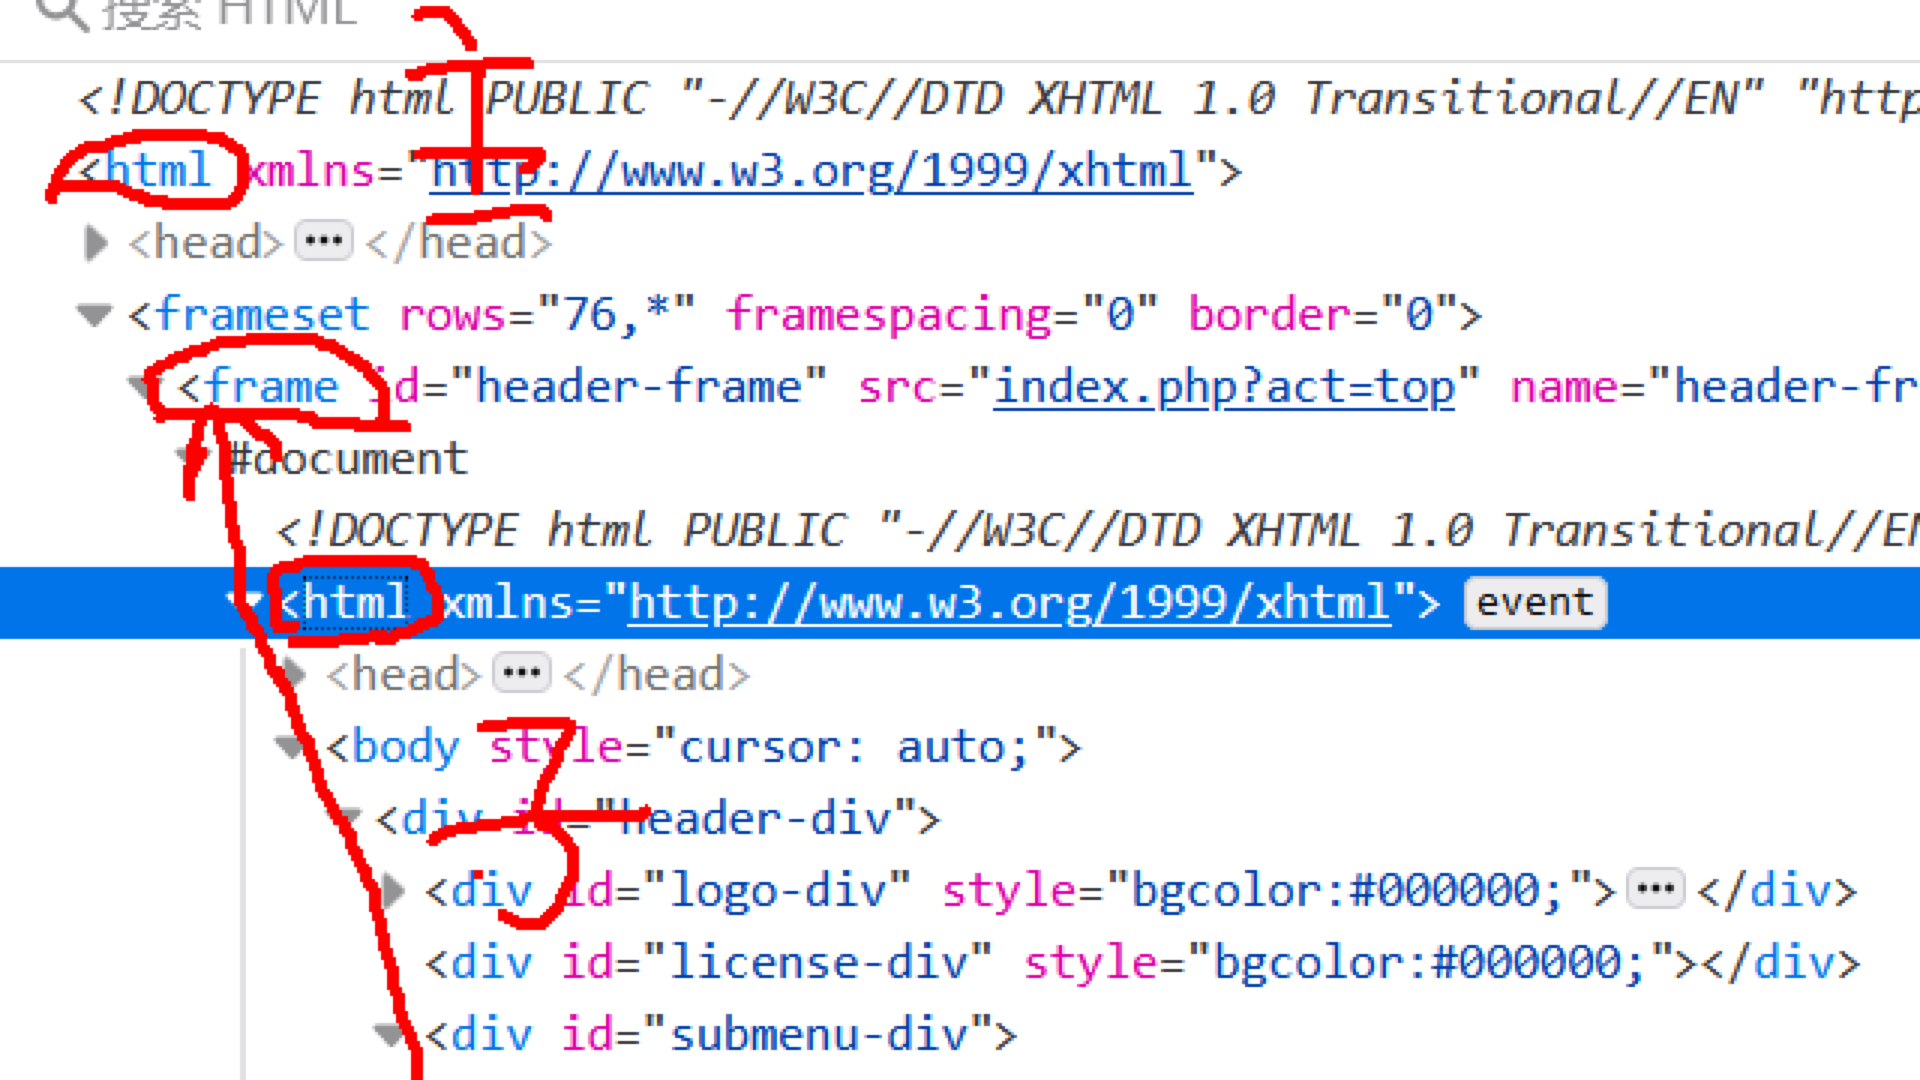 搜索 HTML
<!DOCTYPE html PUBLIC "-//W3C//DTD XHTML 1.0 Transitional//EN" "http
<html xmlns="http://www.w3.org/1999/xhtml">
<head> ••• </head>
<frameset rows="76,*" framespacing="0" border="0">
<frame id="header-frame" src="index.php?act=top" name="header-fr
#document
<!DOCTYPE html PUBLIC "-//W3C//DTD XHTML 1.0 Transitional//EN
<html xmlns="http://www.w3.org/1999/xhtml"> event
<head> ••• </head>
<body style="cursor: auto;">
<div id="header-div">
<div id="logo-div" style="bgcolor:#000000;"> ••• </div>
<div id="license-div" style="bgcolor:#000000;"></div>
<div id="submenu-div">
主
子